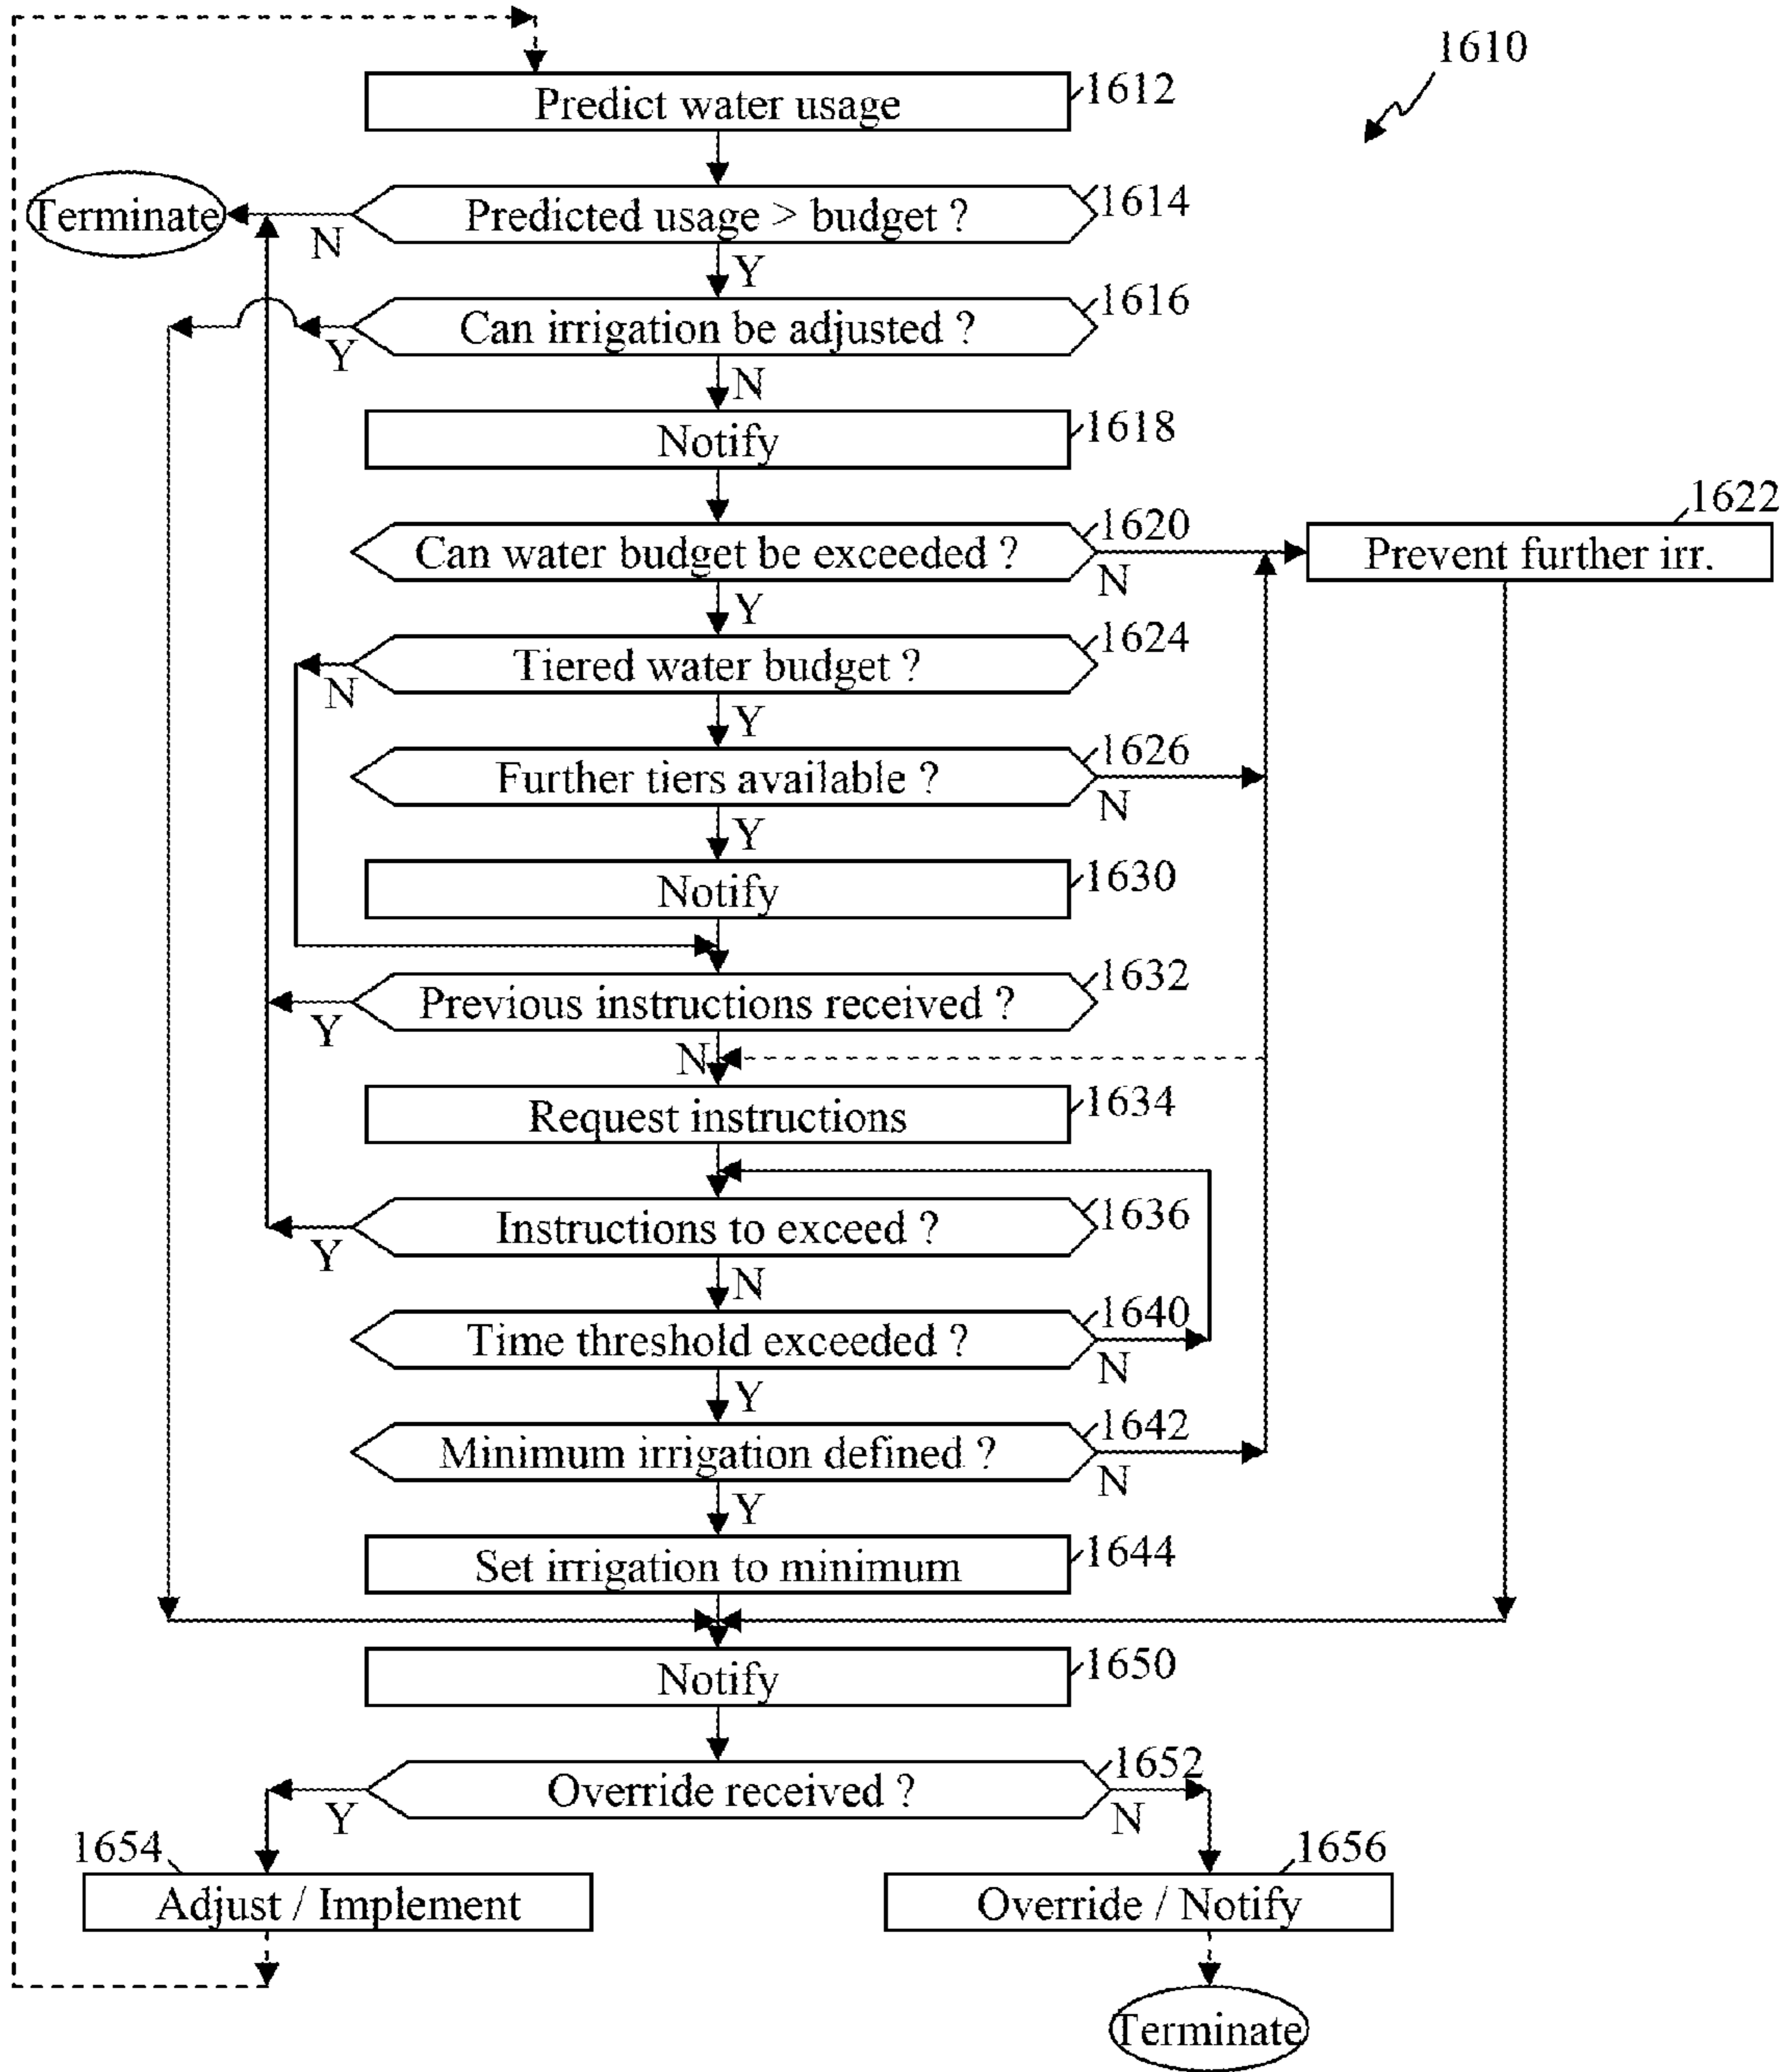 1610
Predict water usage
1612
Terminate
Predicted usage > budget ?
1614
N
Y
Can irrigation be adjusted ?
1616
Y
N
Notify
1618
Can water budget be exceeded ?
1620
N
Prevent further irr.
1622
Y
Tiered water budget ?
1624
N
Y
Further tiers available ?
1626
N
Y
Notify
1630
Previous instructions received ?
1632
Y
N
Request instructions
1634
Instructions to exceed ?
1636
Y
N
Time threshold exceeded ?
1640
N
Y
Minimum irrigation defined ?
1642
N
Y
Set irrigation to minimum
1644
Notify
1650
Override received ?
1652
Y
N
1654
Adjust / Implement
1656
Override / Notify
Terminate